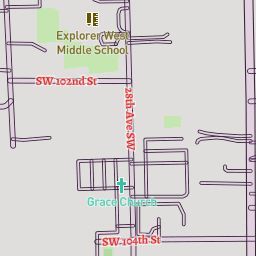 Explorer West
Middle School
SW 102nd St
28th Ave SW
Grace Church
SW 104th St